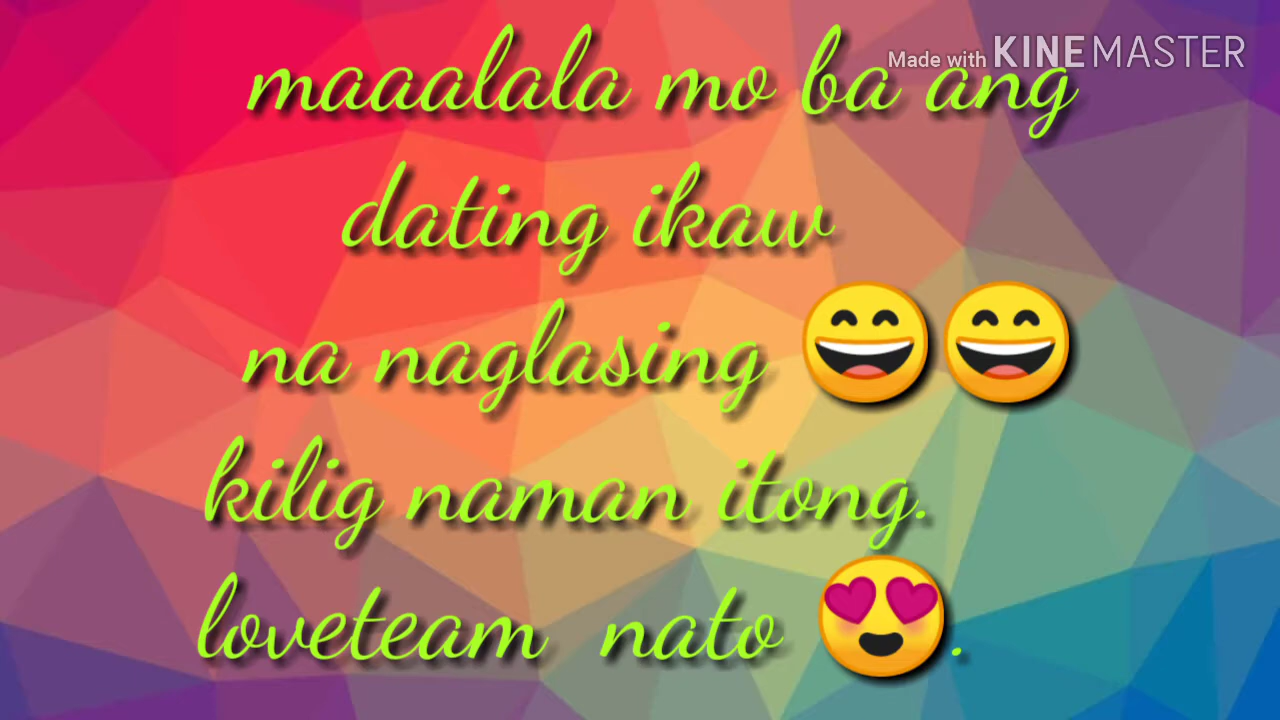 Made with KINEMASTER
maaalala mo ba ang
dating ikaw
na naglasing 😄😄
kilig naman itong.
loveteam nato 😍.